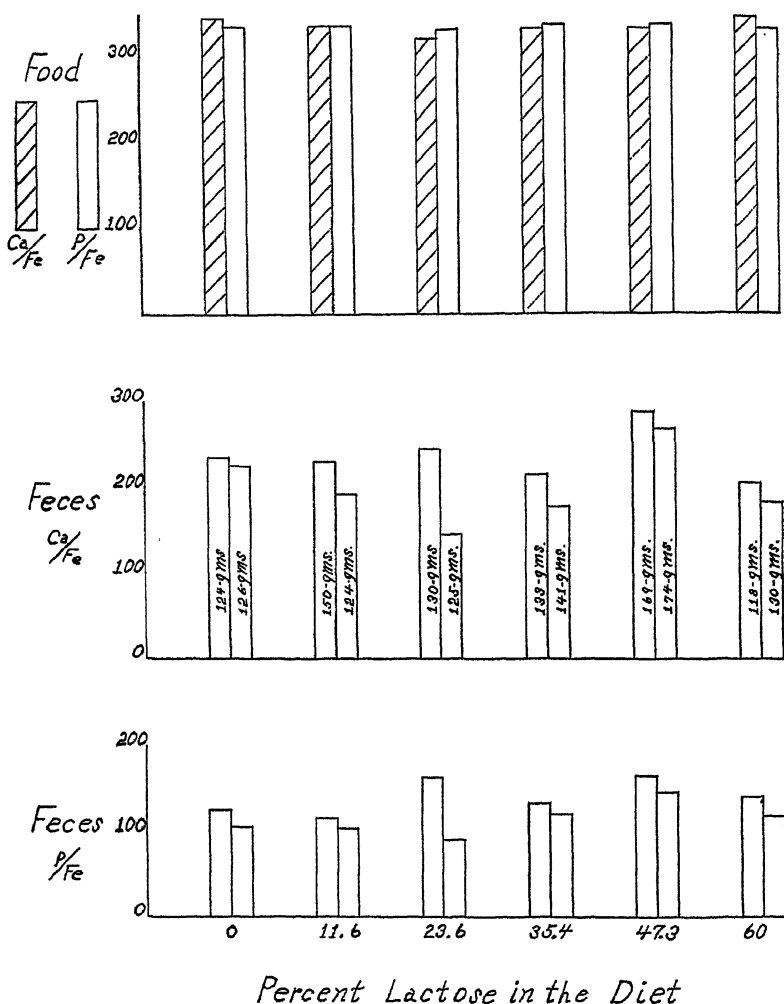 Food
Ca/Fe P/Fe
300
200
100
Feces
Ca/Fe
300
200
100
0
124-gms.
126-gms.
150-gms.
124-gms.
130-gms.
125-gms.
133-gms.
141-gms.
169-gms.
174-gms.
118-gms.
130-gms.
Feces
P/Fe
200
100
0
0 11.6 23.6 35.4 47.3 60
Percent Lactose in the Diet